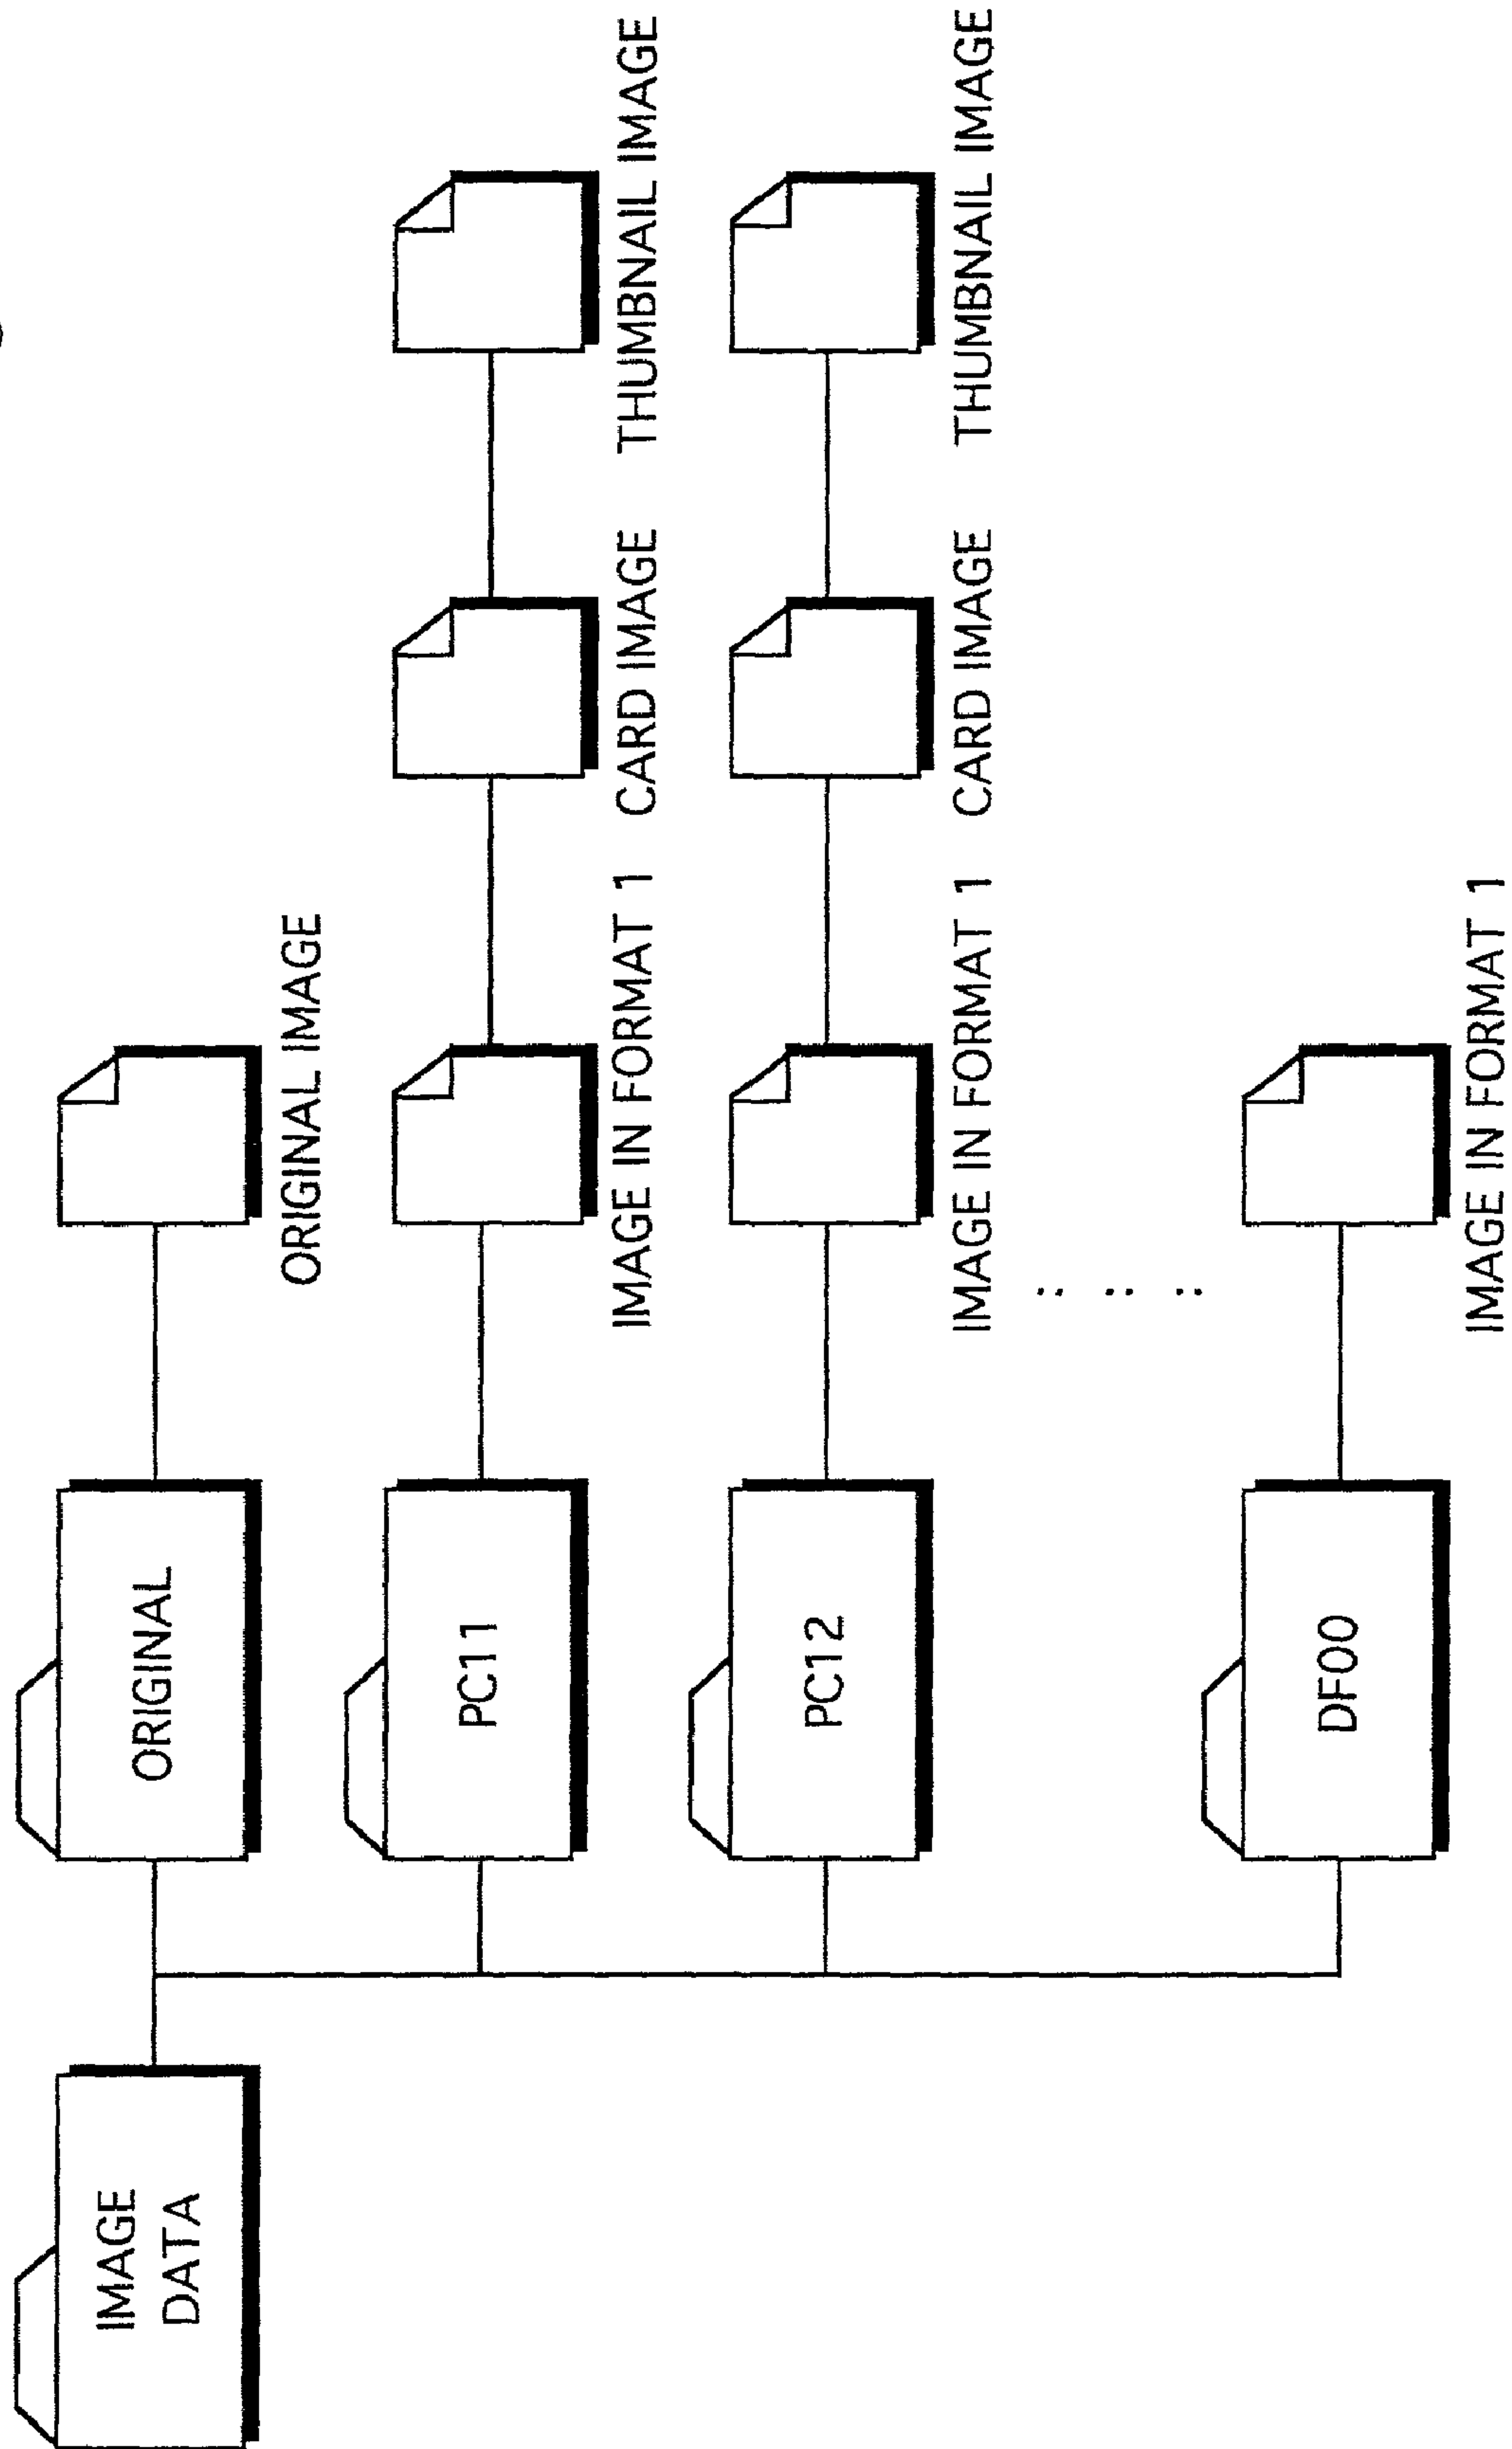 IMAGE
DATA
ORIGINAL
ORIGINAL IMAGE
PC11
IMAGE IN FORMAT 1
CARD IMAGE
THUMBNAIL IMAGE
PC12
IMAGE IN FORMAT 1
CARD IMAGE
THUMBNAIL IMAGE
DF00
IMAGE IN FORMAT 1